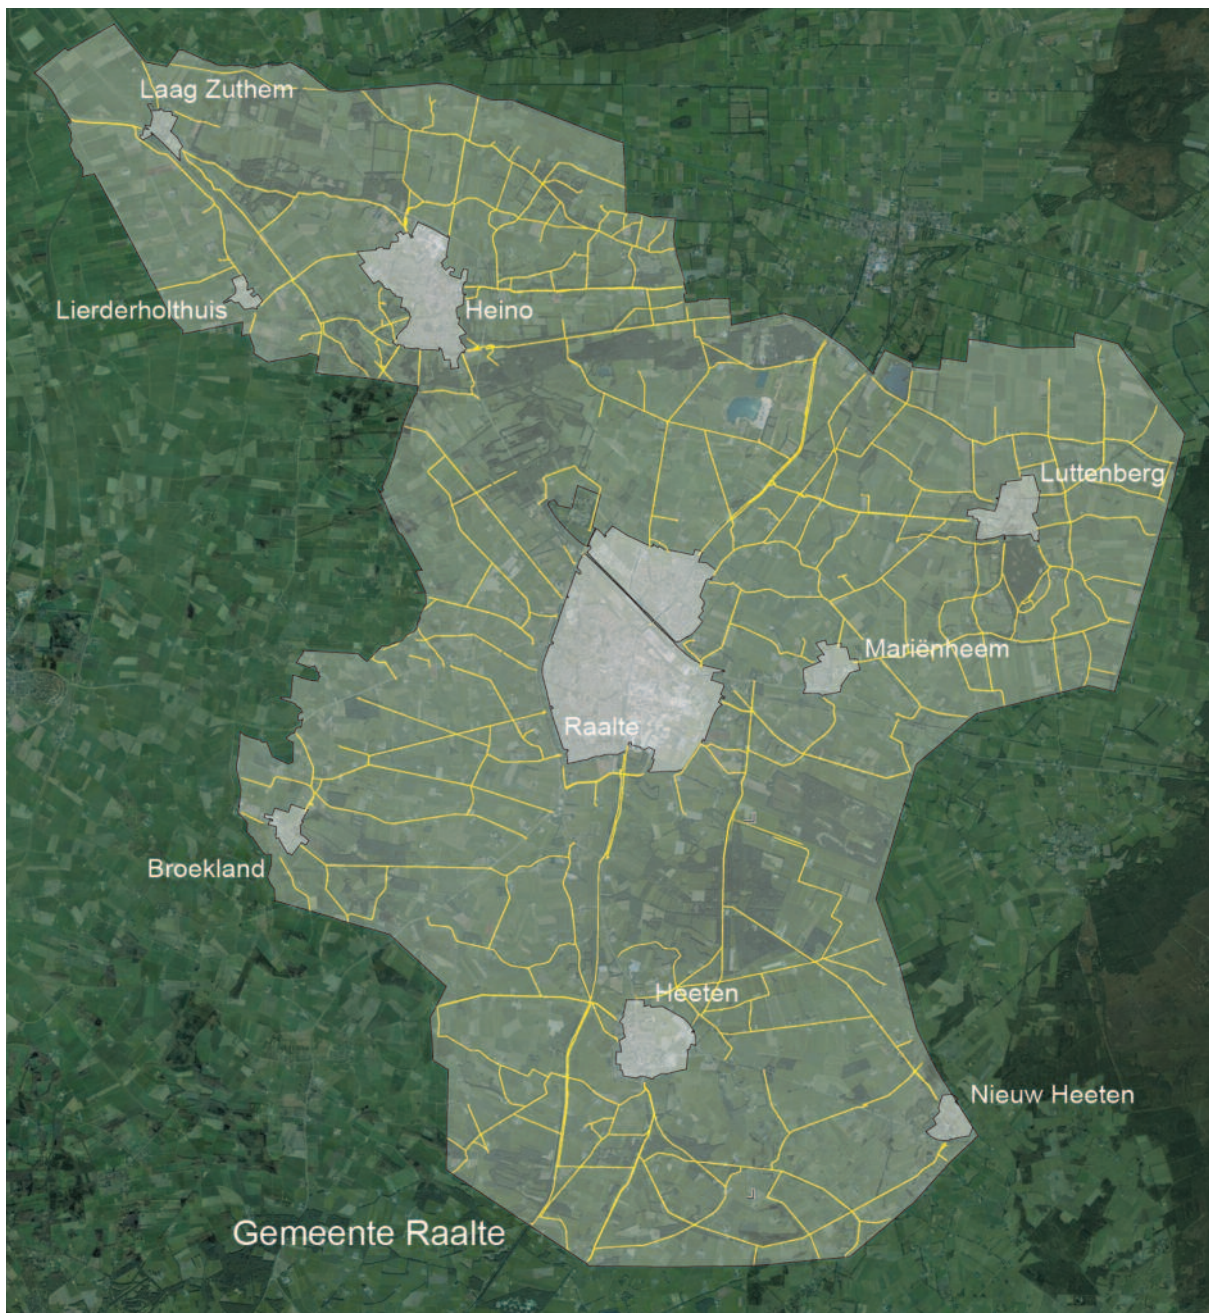 Laag Zuthem
Lierderholthuis
Heino
Luttenberg
Mariënheem
Raalte
Broekland
Heeten
Nieuw Heeten
Gemeente Raalte